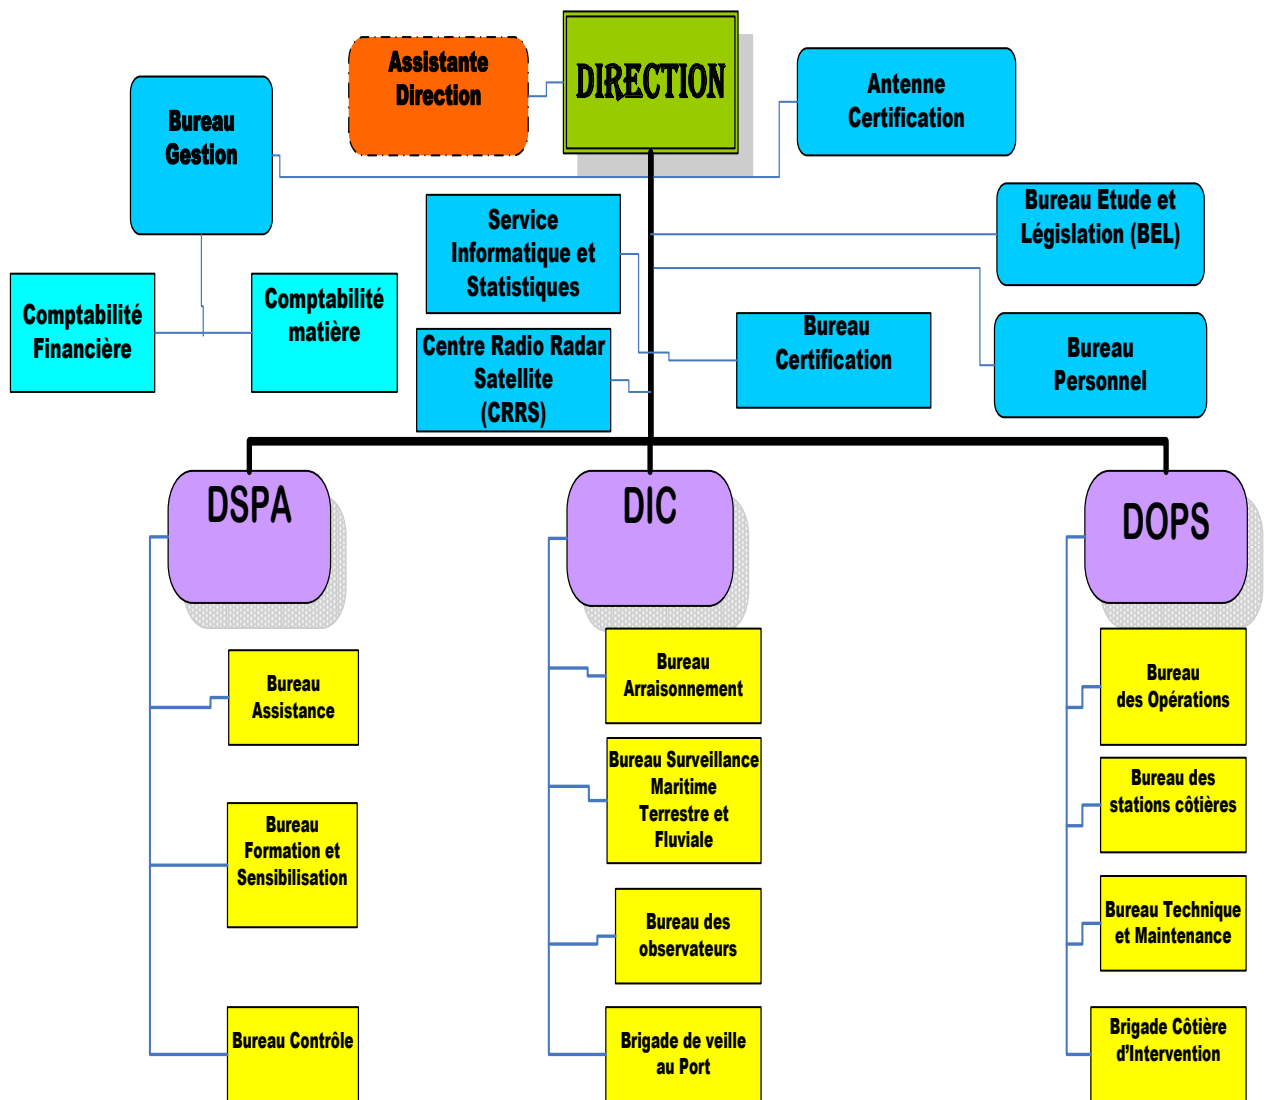 Assistante
Direction
DIRECTION
Antenne
Certification
Bureau
Gestion
Service
Informatique et
Statistiques
Bureau Etude et
Législation (BEL)
Comptabilité
Financière
Comptabilité
matière
Centre Radio Radar
Satellite
(CRRS)
Bureau
Certification
Bureau
Personnel
DSPA
DIC
DOPS
Bureau
Assistance
Bureau
Formation et
Sensibilisation
Bureau Contrôle
Bureau
Arraisonnement
Bureau Surveillance
Maritime
Terrestre et
Fluviale
Bureau des
observateurs
Brigade de veille
au Port
Bureau
des Opérations
Bureau des
stations côtières
Bureau Technique
et Maintenance
Brigade Côtière
d'Intervention